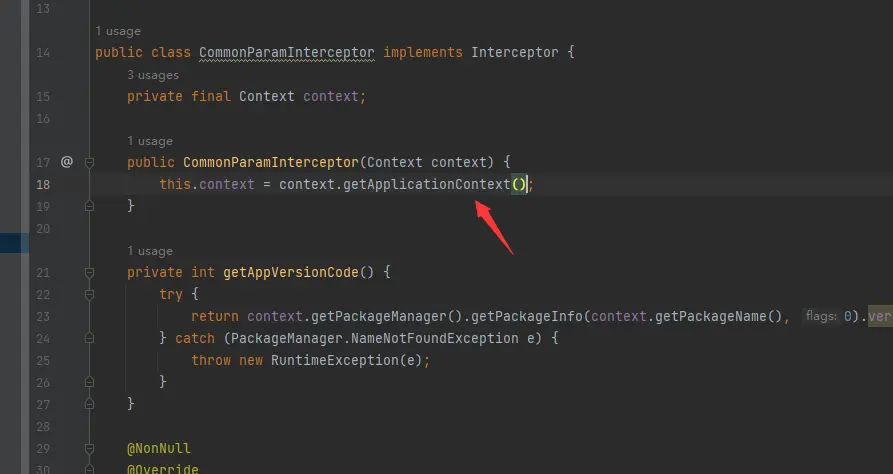 13
1 usage
14 public class CommonParamInterceptor implements Interceptor {
3 usages
15 private final Context context;
16
1 usage
17 @ public CommonParamInterceptor(Context context) {
18 this.context = context.getApplicationContext();
19 }
20
1 usage
21 private int getAppVersionCode() {
22 try {
23 return context.getPackageManager().getPackageInfo(context.getPackageName(), flags: 0).ver
24 } catch (PackageManager.NameNotFoundException e) {
25 throw new RuntimeException(e);
26 }
27 }
28
29 @NonNull
30 @Override